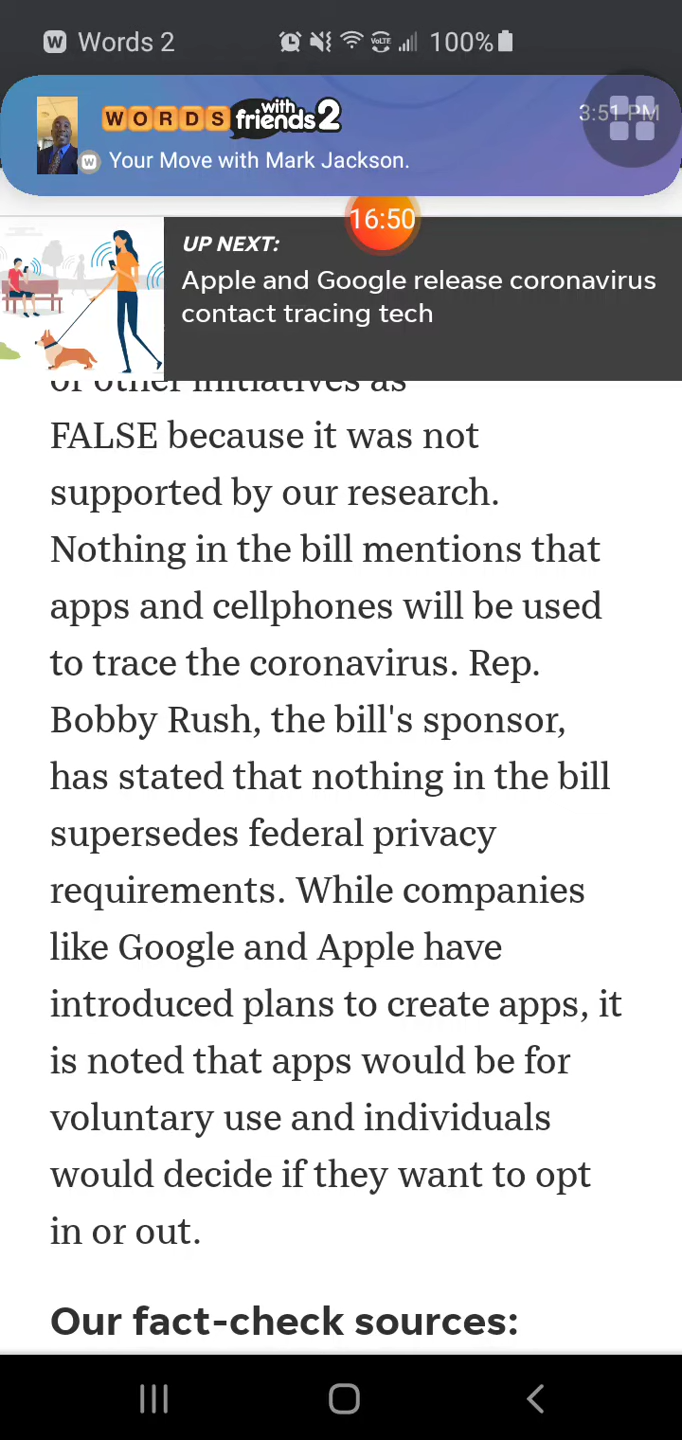 Words 2
VoLTE
100%
WORDS with friends 2
3:51 PM
Your Move with Mark Jackson.
16:50
UP NEXT:
Apple and Google release coronavirus
contact tracing tech
of other initiatives as
FALSE because it was not
supported by our research.
Nothing in the bill mentions that
apps and cellphones will be used
to trace the coronavirus. Rep.
Bobby Rush, the bill's sponsor,
has stated that nothing in the bill
supersedes federal privacy
requirements. While companies
like Google and Apple have
introduced plans to create apps, it
is noted that apps would be for
voluntary use and individuals
would decide if they want to opt
in or out.
Our fact-check sources: